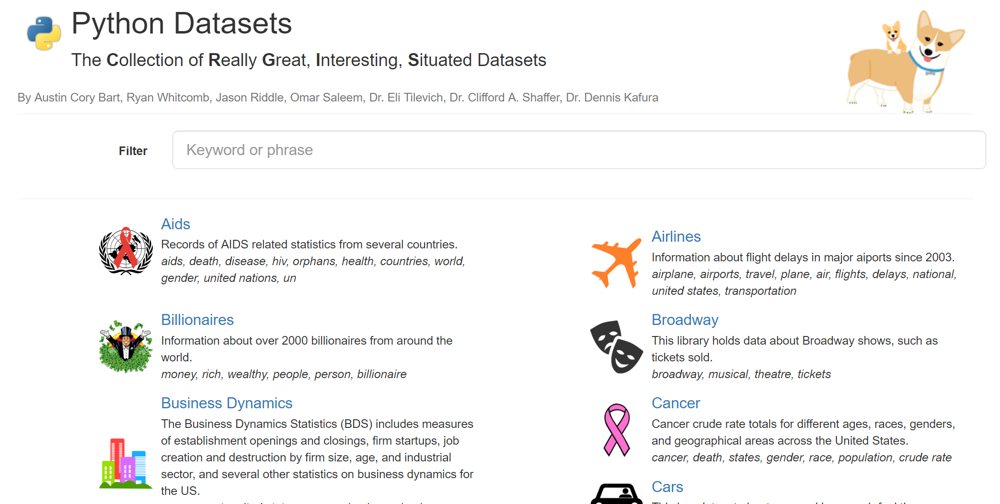 Python Datasets
The Collection of Really Great, Interesting, Situated Datasets
By Austin Cory Bart, Ryan Whitcomb, Jason Riddle, Omar Saleem, Dr. Eli Tilevich, Dr. Clifford A. Shaffer, Dr. Dennis Kafura
Filter
Keyword or phrase
Aids
Records of AIDS related statistics from several countries.
aids, death, disease, hiv, orphans, health, countries, world,
gender, united nations, un
Airlines
Information about flight delays in major aiports since 2003.
airplane, airports, travel, plane, air, flights, delays, national,
united states, transportation
Billionaires
Information about over 2000 billionaires from around the
world.
money, rich, wealthy, people, person, billionaire
Broadway
This library holds data about Broadway shows, such as
tickets sold.
broadway, musical, theatre, tickets
Business Dynamics
The Business Dynamics Statistics (BDS) includes measures
of establishment openings and closings, firm startups, job
creation and destruction by firm size, age, and industrial
sector, and several other statistics on business dynamics for
the US.
Cancer
Cancer crude rate totals for different ages, races, genders,
and geographical areas across the United States.
cancer, death, states, gender, race, population, crude rate
Cars